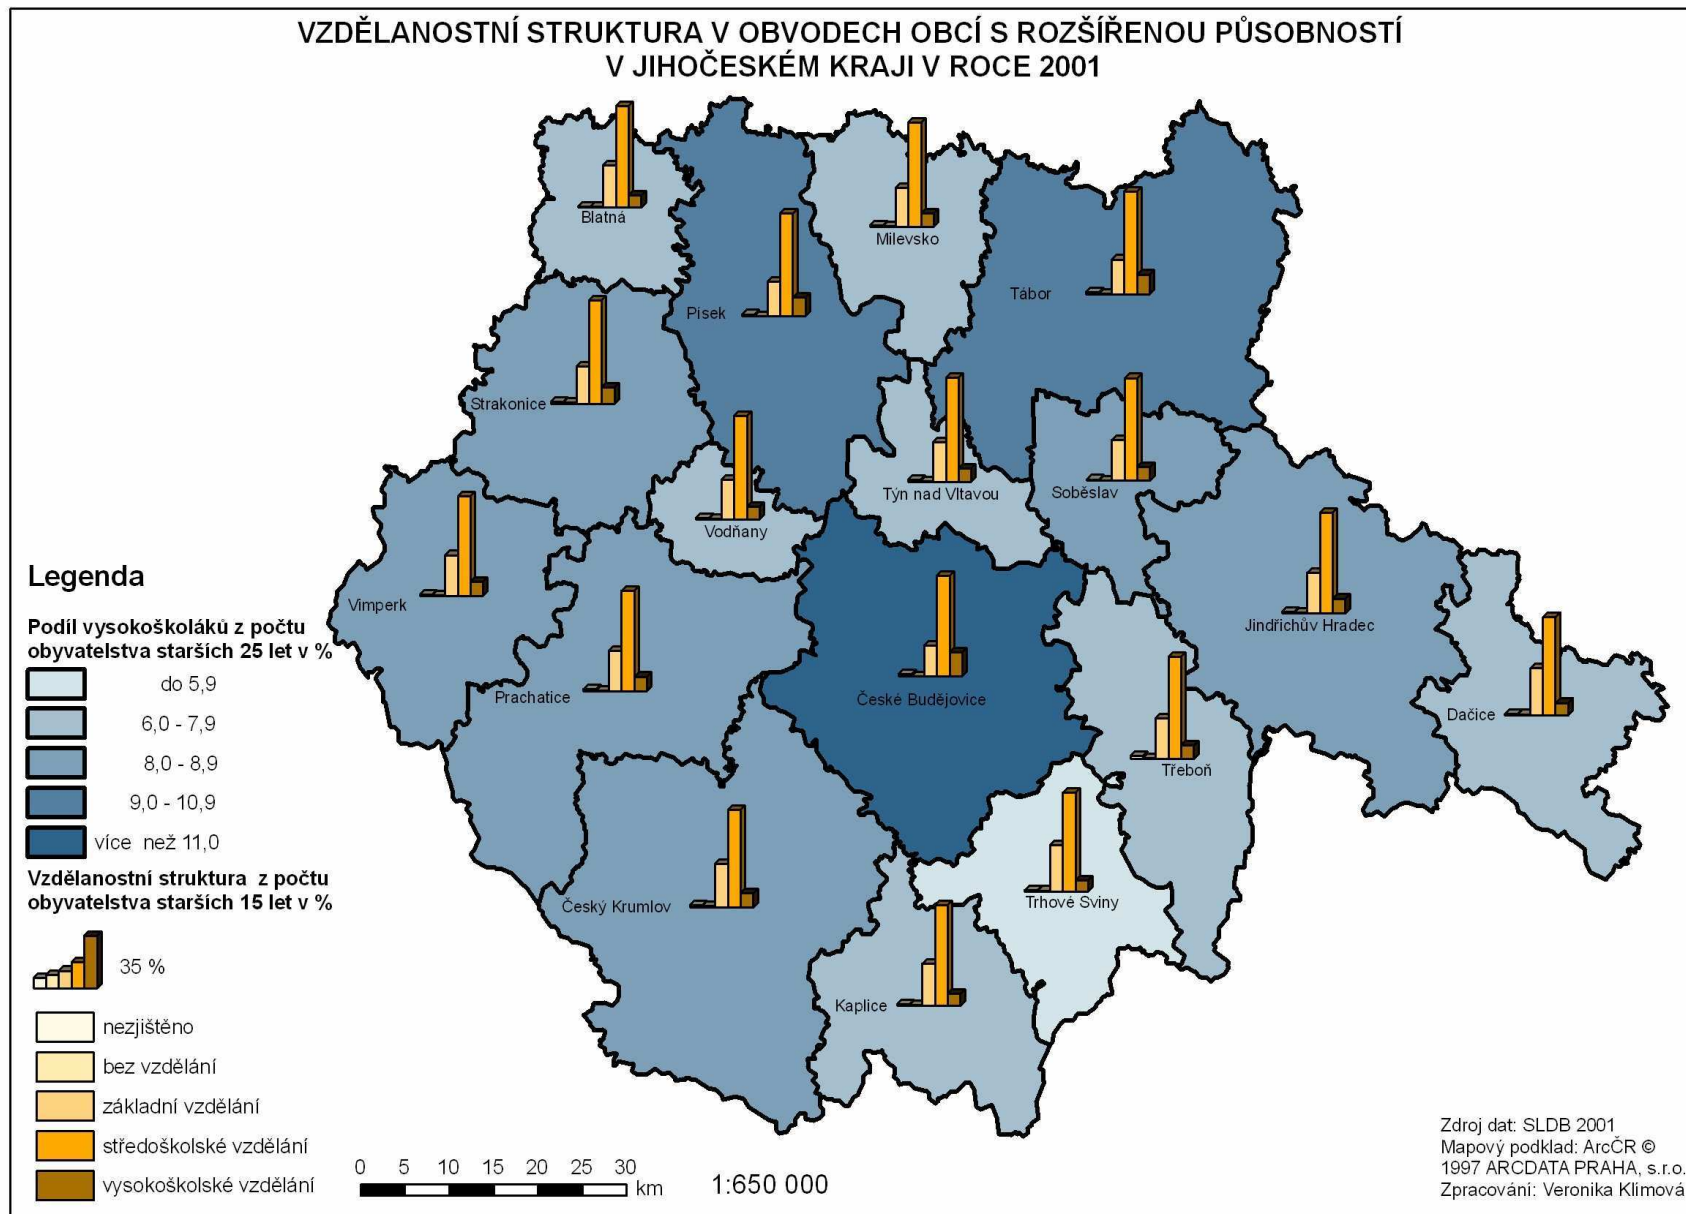 VZDĚLANOSTNÍ STRUKTURA V OBVODECH OBCÍ S ROZŠÍŘENOU PŮSOBNOSTÍ
V JIHOČESKÉM KRAJI V ROCE 2001
Blatná
Milevsko
Tábor
Písek
Strakonice
Týn nad Vltavou
Soběslav
Vodňany
Vimperk
Jindřichův Hradec
Prachatice
České Budějovice
Dačice
Třeboň
Český Krumlov
Trhové Sviny
Kaplice
Legenda
Podíl vysokoškoláků z počtu
obyvatelstva starších 25 let v %
do 5,9
6,0 - 7,9
8,0 - 8,9
9,0 - 10,9
více než 11,0
Vzdělanostní struktura z počtu
obyvatelstva starších 15 let v %
35 %
nezjištěno
bez vzdělání
základní vzdělání
středoškolské vzdělání
vysokoškolské vzdělání
0 5 10 15 20 25 30
km
1:650 000
Zdroj dat: SLDB 2001
Mapový podklad: ArcČR ©
1997 ARCDATA PRAHA, s.r.o.
Zpracování: Veronika Klímová